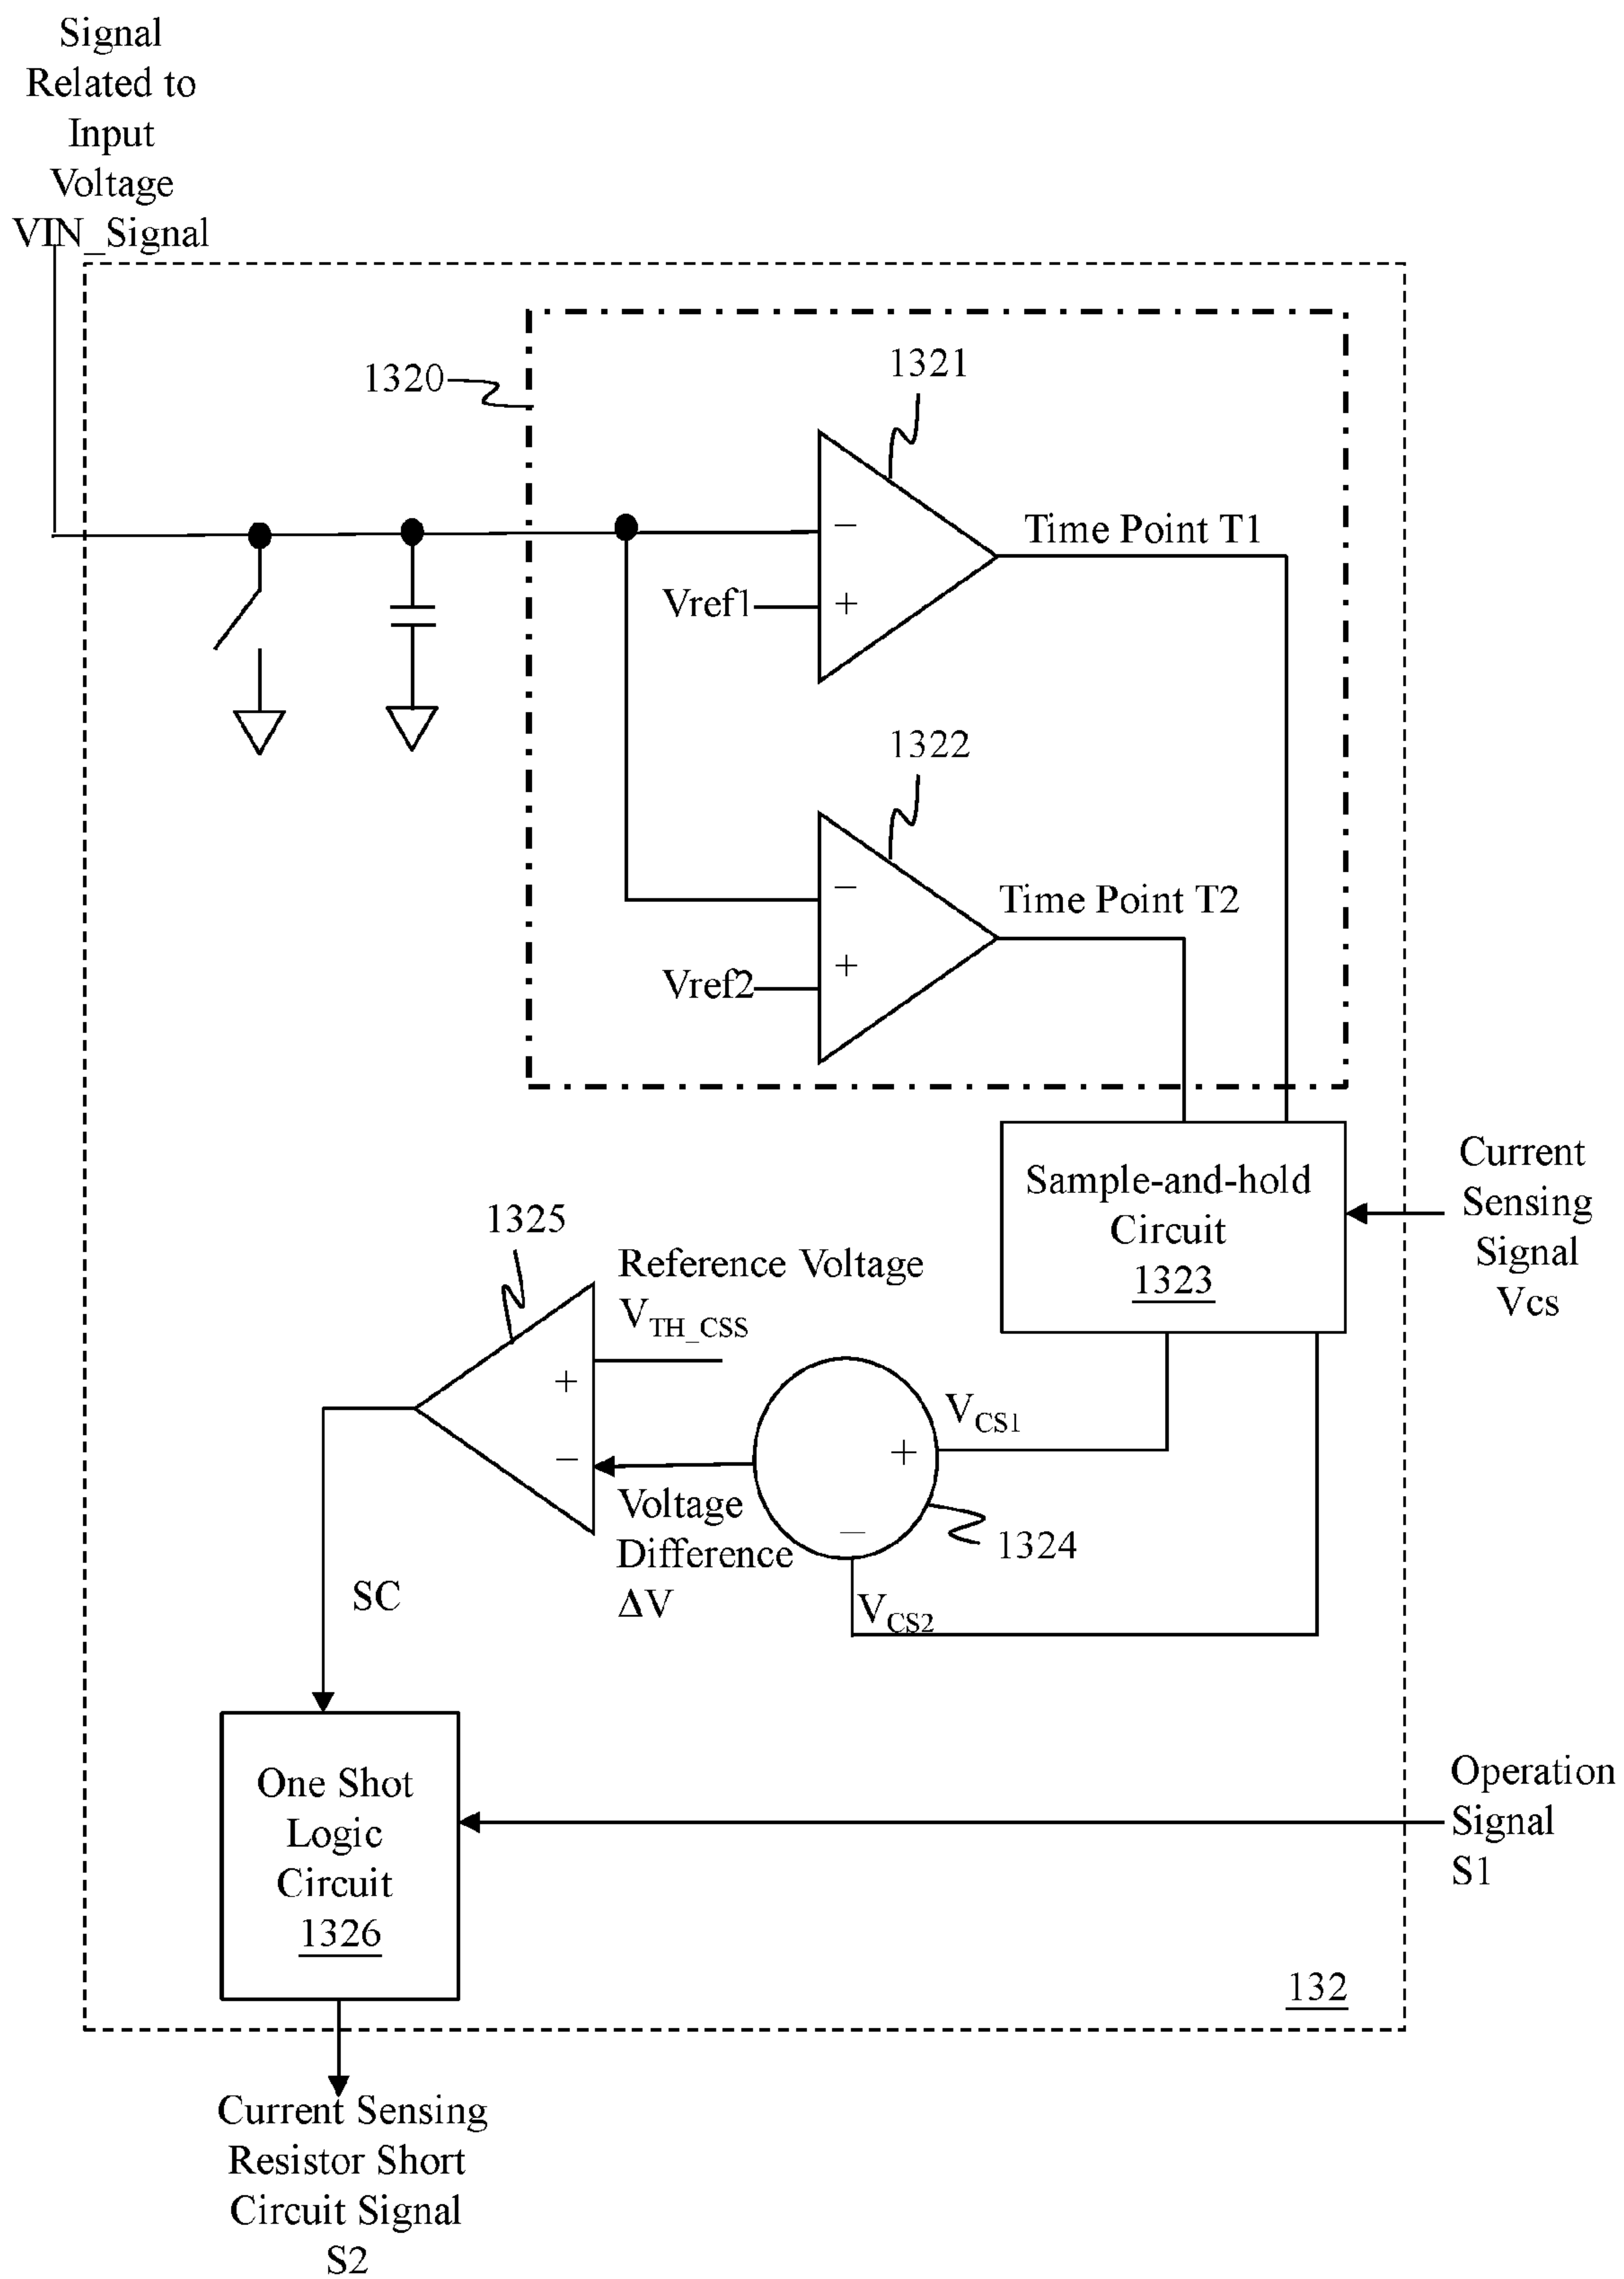 Signal
Related to
Input
Voltage
VIN_Signal
1320
1321
−
Time Point T1
Vref1
+
1322
−
Time Point T2
+
Vref2
Sample-and-hold
Circuit
1323
Current
Sensing
Signal
Vcs
1325
Reference Voltage
VTH_CSS
+
−
VCS1
+
−
Voltage
Difference
ΔV
1324
VCS2
SC
One Shot
Logic
Circuit
1326
Operation
Signal
S1
132
Current Sensing
Resistor Short
Circuit Signal
S2